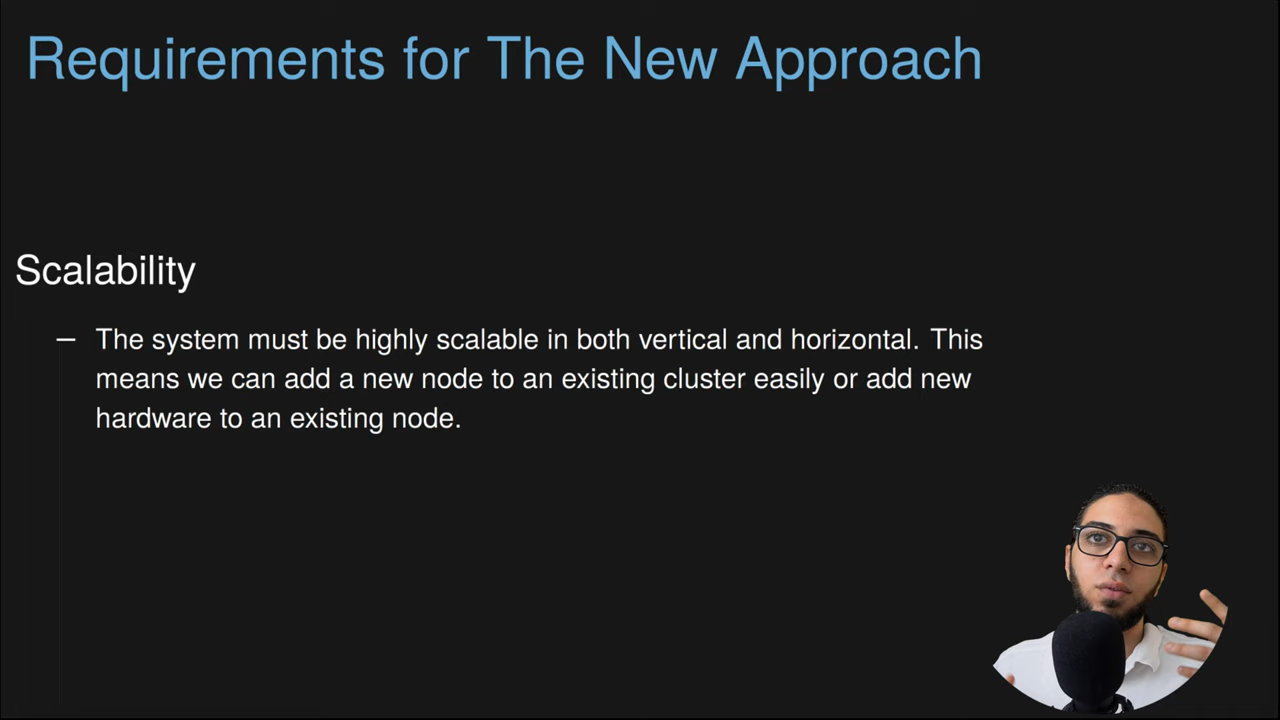 Requirements for The New Approach
Scalability
– The system must be highly scalable in both vertical and horizontal. This
means we can add a new node to an existing cluster easily or add new
hardware to an existing node.